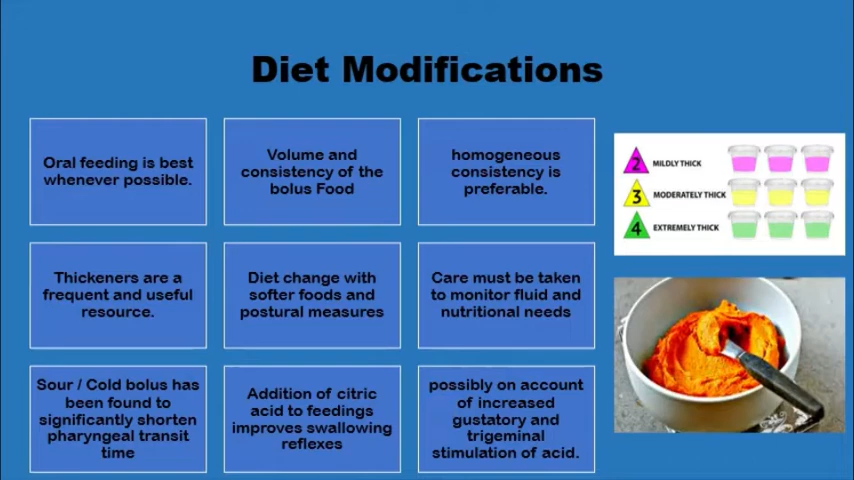 Diet Modifications
Oral feeding is best
whenever possible.
Volume and
consistency of the
bolus Food
homogeneous
consistency is
preferable.
Thickeners are a
frequent and useful
resource.
Diet change with
softer foods and
postural measures
Care must be taken
to monitor fluid and
nutritional needs
Sour / Cold bolus has
been found to
significantly shorten
pharyngeal transit
time
Addition of citric
acid to feedings
improves swallowing
reflexes
possibly on account
of increased
gustatory and
trigeminal
stimulation of acid.
2 MILDLY THICK
3 MODERATELY THICK
4 EXTREMELY THICK